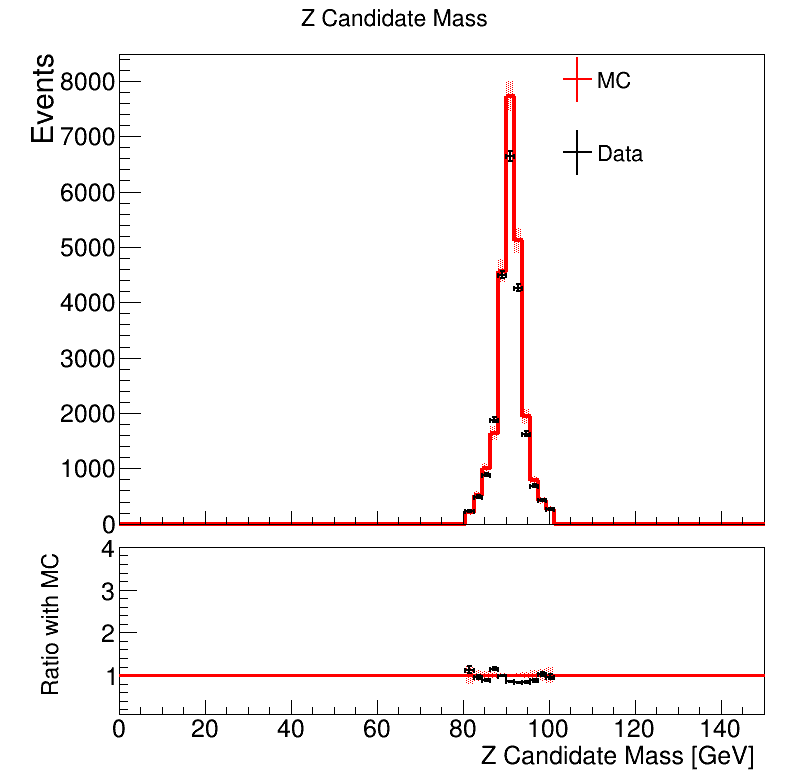 Z Candidate Mass
Events
8000
7000
6000
5000
4000
3000
2000
1000
0
MC
Data
Ratio with MC
4
3
2
1
0 20 40 60 80 100 120 140
Z Candidate Mass [GeV]